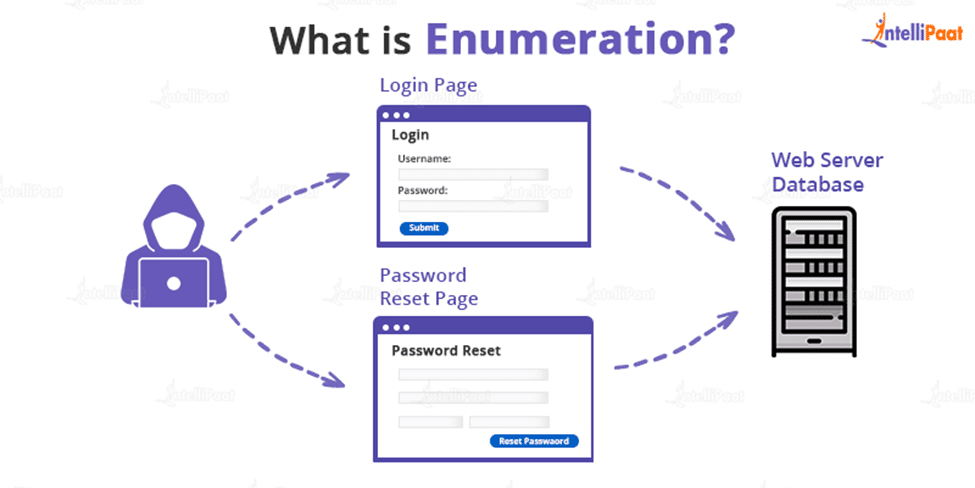 What is Enumeration?
IntelliPaat
Login Page
Login
Username:
Password:
Submit
Web Server
Database
Password
Reset Page
Password Reset
Reset Passwaord